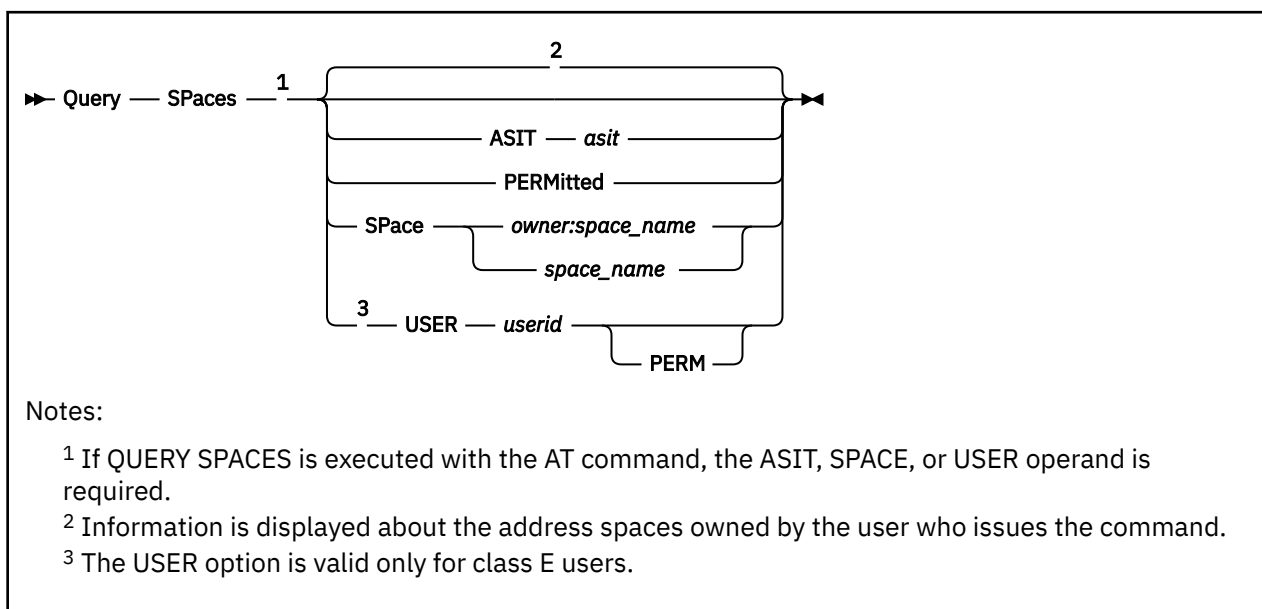 2
1
Query SPaces
ASIT asit
PERMitted
SPace owner:space_name
space_name
3
USER userid
PERM
Notes:
1 If QUERY SPACES is executed with the AT command, the ASIT, SPACE, or USER operand is
required.
2 Information is displayed about the address spaces owned by the user who issues the command.
3 The USER option is valid only for class E users.